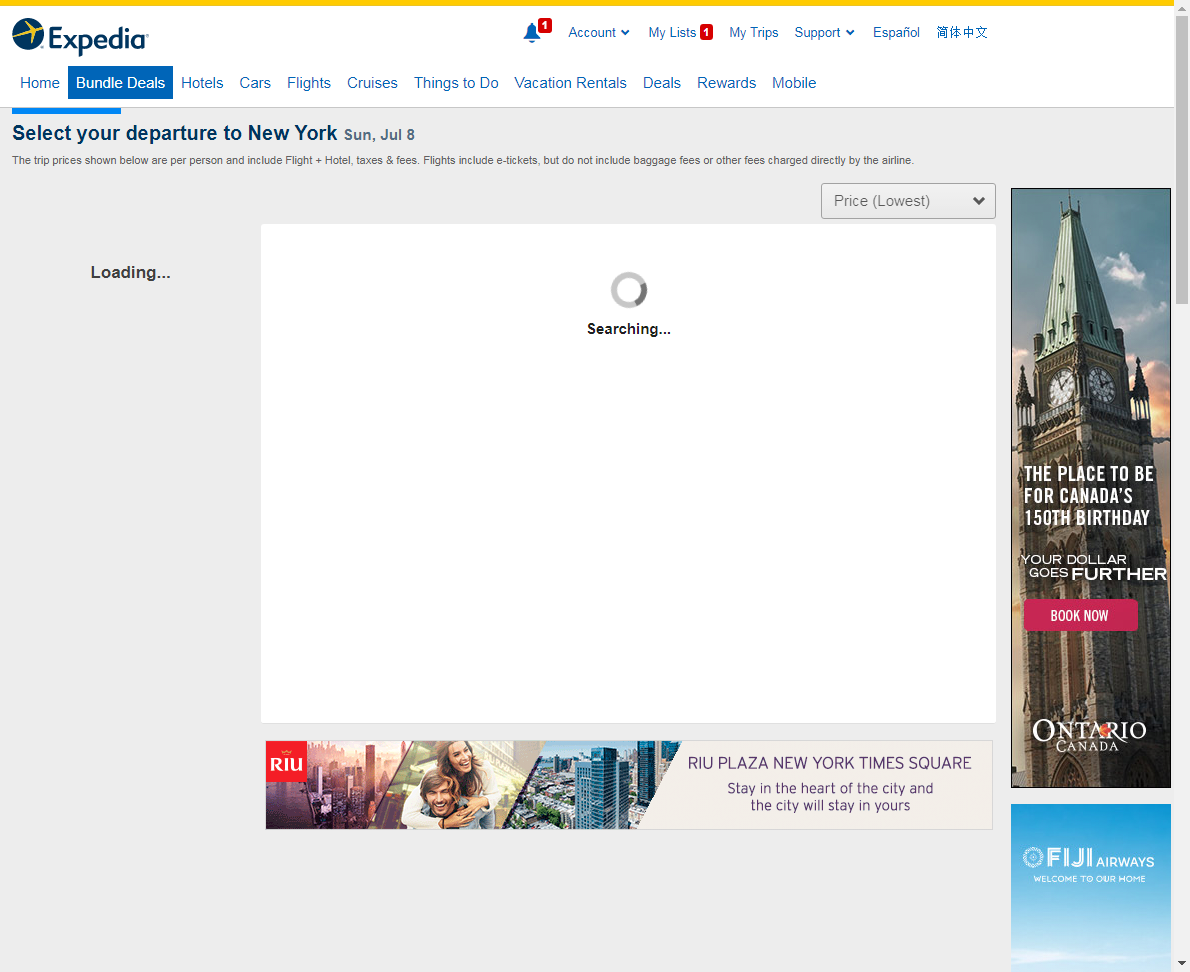 Expedia
1
Account
My Lists 1
My Trips
Support
Español
简体中文
Home
Bundle Deals
Hotels
Cars
Flights
Cruises
Things to Do
Vacation Rentals
Deals
Rewards
Mobile
Select your departure to New York Sun, Jul 8
The trip prices shown below are per person and include Flight + Hotel, taxes & fees. Flights include e-tickets, but do not include baggage fees or other fees charged directly by the airline.
Price (Lowest)
Loading...
Searching...
THE PLACE TO BE
FOR CANADA'S
150TH BIRTHDAY
YOUR DOLLAR
GOES FURTHER
BOOK NOW
ONTARIO
CANADA
RIU
RIU PLAZA NEW YORK TIMES SQUARE
Stay in the heart of the city and
the city will stay in yours
FIJI AIRWAYS
WELCOME TO OUR HOME